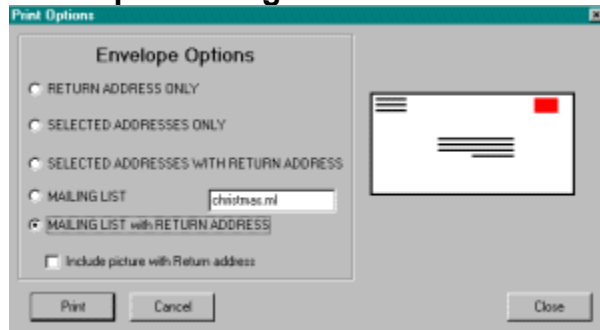 Print Options
Envelope Options
RETURN ADDRESS ONLY
SELECTED ADDRESSES ONLY
SELECTED ADDRESSES WITH RETURN ADDRESS
MAILING LIST christmas.ml
MAILING LIST with RETURN ADDRESS
Include picture with Return address
Print Cancel Close